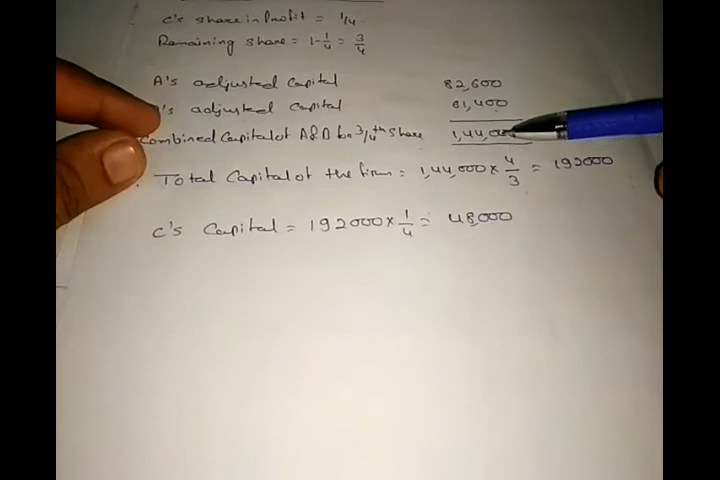 C's share in Profit = 1/4.
Remaining share = 1-1/4 = 3/4
A's adjusted capital 82,600
's adjusted capital 61,400
Combined Capital of A&B for 3/4th share 1,44,000
Total Capital of the firm = 1,44,000 × 4/3 = 192000
C's Capital = 192000 × 1/4 = 48,000